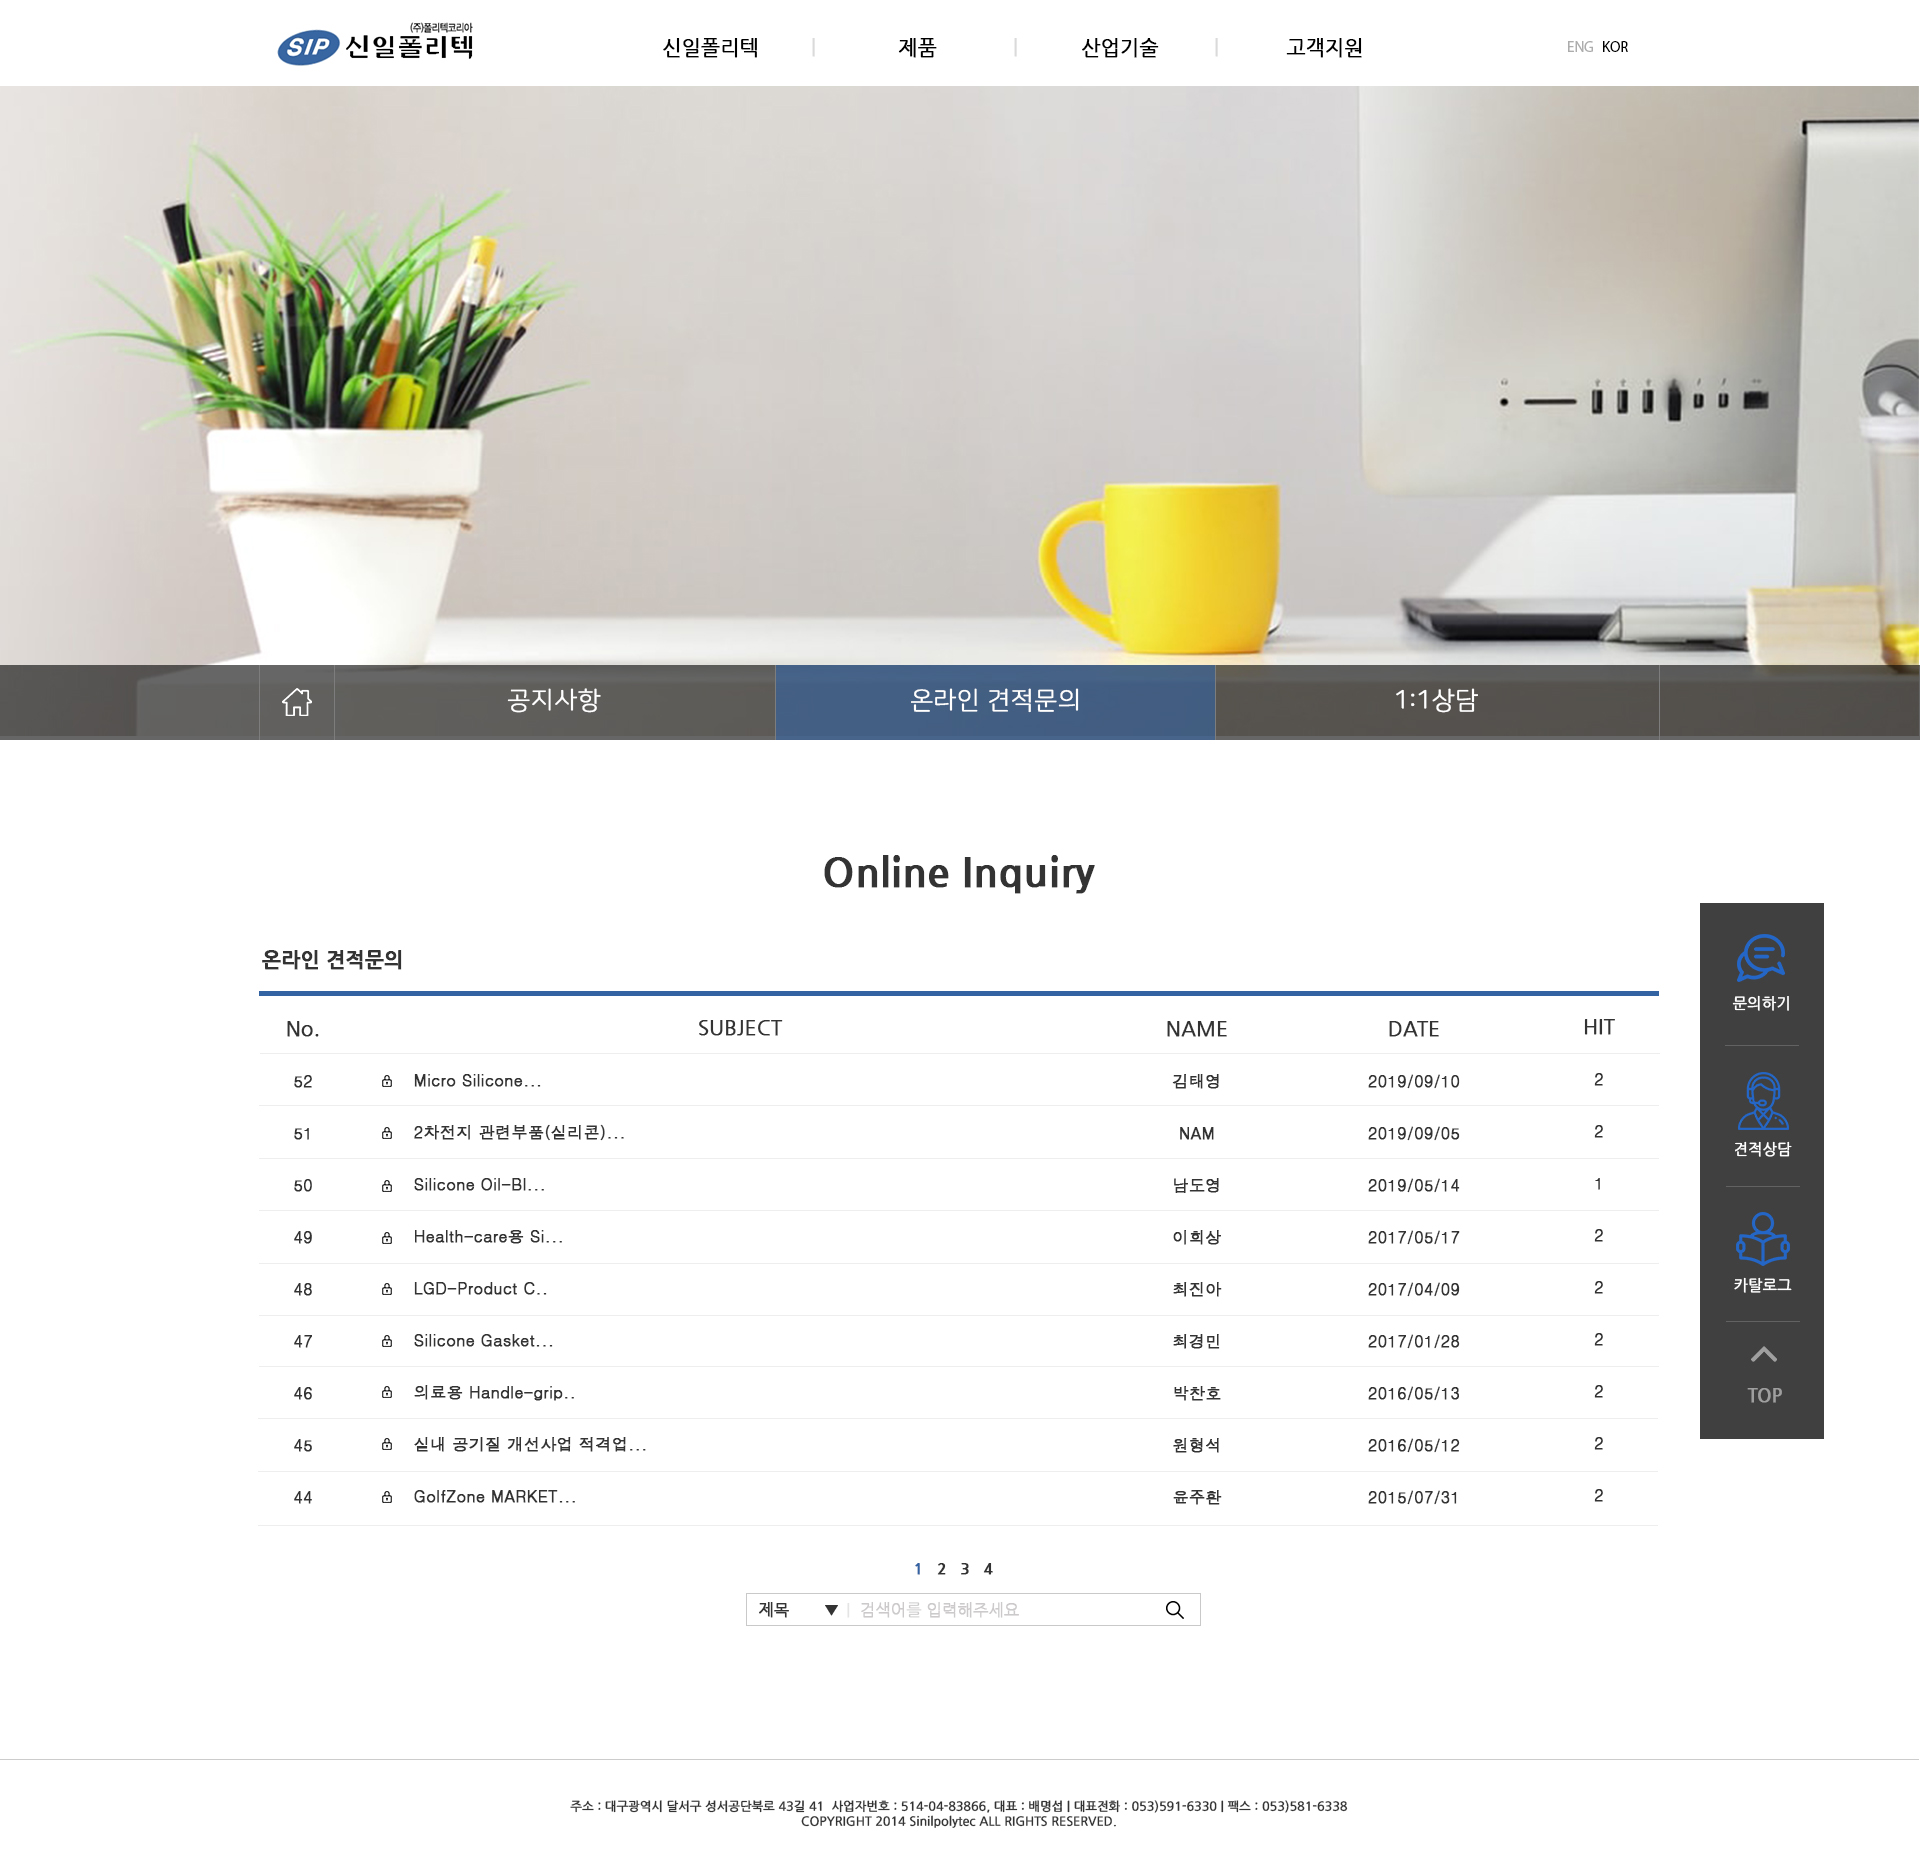 (주)폴리텍코리아
SIP 신일폴리텍
신일폴리텍 | 제품 | 산업기술 | 고객지원
ENG KOR
공지사항 온라인 견적문의 1:1상담
Online Inquiry
온라인 견적문의
No. SUBJECT NAME DATE HIT
52 Micro Silicone... 김태영 2019/09/10 2
51 2차전지 관련부품(실리콘)... NAM 2019/09/05 2
50 Silicone Oil-Bl... 남도영 2019/05/14 1
49 Health-care용 Si... 이희상 2017/05/17 2
48 LGD-Product C.. 최진아 2017/04/09 2
47 Silicone Gasket... 최경민 2017/01/28 2
46 의료용 Handle-grip.. 박찬호 2016/05/13 2
45 실내 공기질 개선사업 적격업... 원형석 2016/05/12 2
44 GolfZone MARKET... 윤주환 2015/07/31 2
1 2 3 4
제목 ▼ | 검색어를 입력해주세요
문의하기
견적상담
카탈로그
TOP
주소 : 대구광역시 달서구 성서공단북로 43길 41 사업자번호 : 514-04-83866, 대표 : 배명섭 | 대표전화 : 053)591-6330 | 팩스 : 053)581-6338
COPYRIGHT 2014 Sinilpolytec ALL RIGHTS RESERVED.